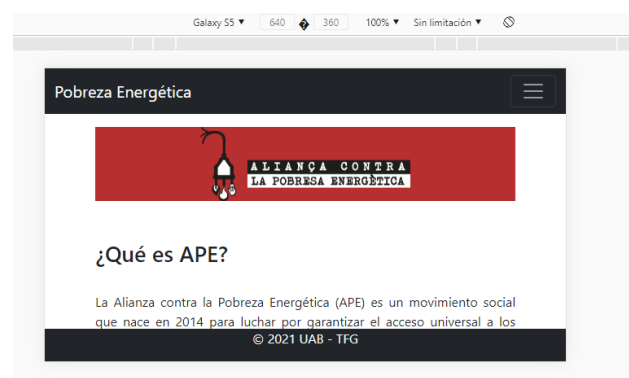 Galaxy S5 ▼ 640 � 360 100% ▼ Sin limitación ▼
Pobreza Energética
ALIANÇA CONTRA
LA POBRESA ENERGÈTICA
¿Qué es APE?
La Alianza contra la Pobreza Energética (APE) es un movimiento social
que nace en 2014 para luchar por garantizar el acceso universal a los
© 2021 UAB - TFG